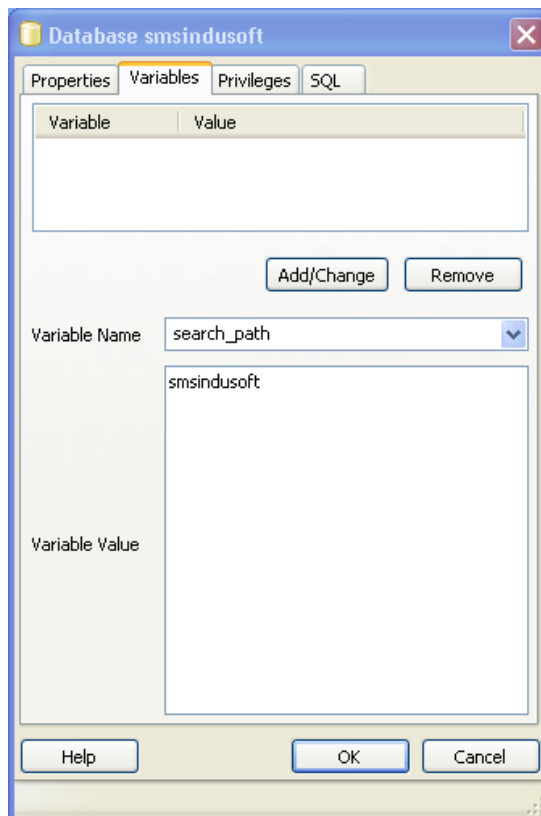 Database smsindusoft
Properties Variables Privileges SQL
Variable Value
Add/Change Remove
Variable Name search_path
smsindusoft
Variable Value
Help OK Cancel